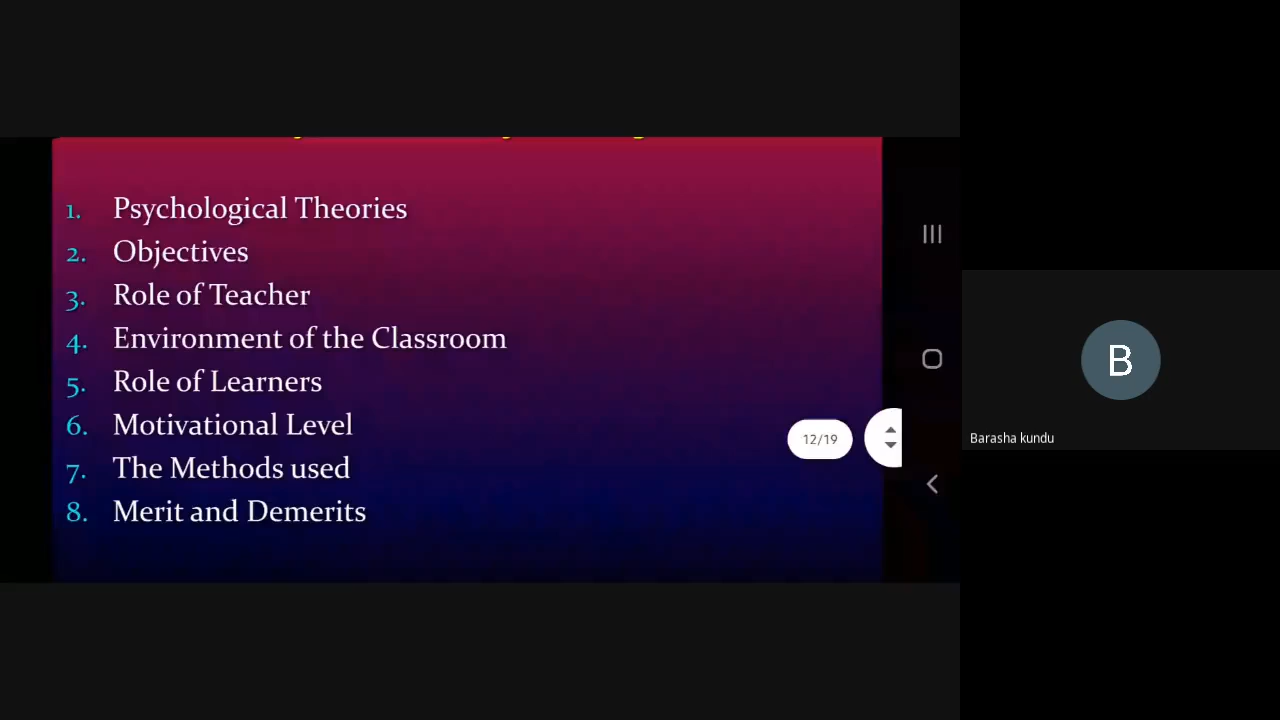 1. Psychological Theories
2. Objectives
3. Role of Teacher
4. Environment of the Classroom
5. Role of Learners
6. Motivational Level
7. The Methods used
8. Merit and Demerits
12/19
B
Barasha kundu